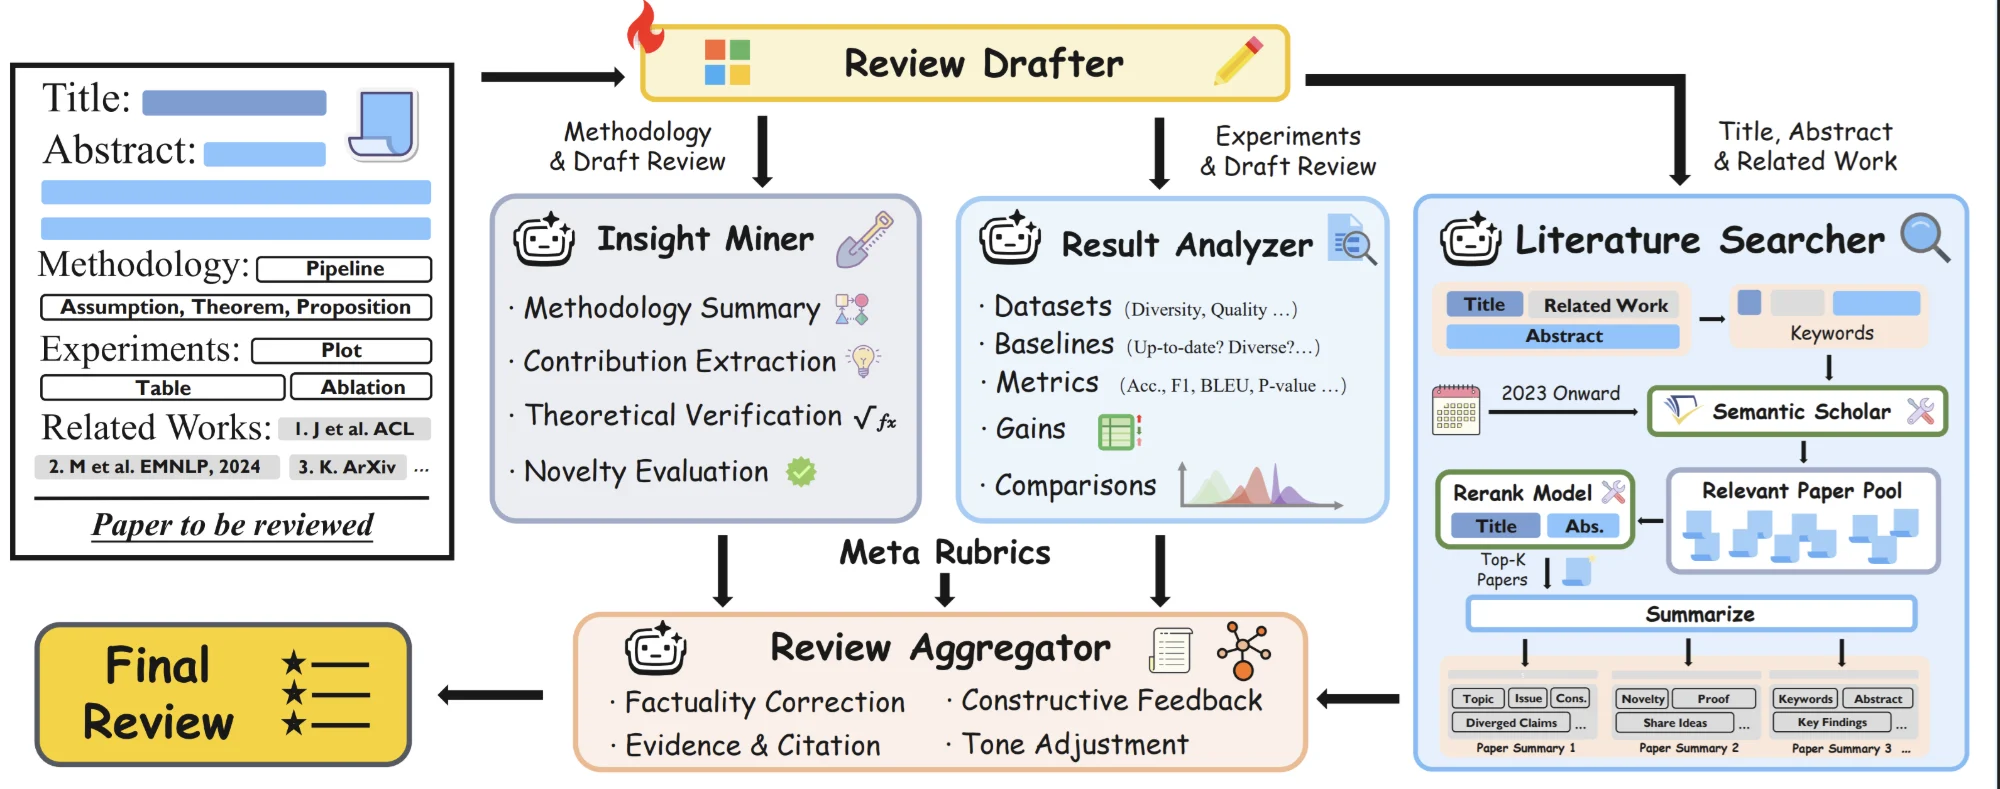 Title:
Abstract:
Methodology: Pipeline
Assumption, Theorem, Proposition
Experiments: Plot
Table Ablation
Related Works: 1. J et al. ACL
2. M et al. EMNLP, 2024 3. K. ArXiv ...
Paper to be reviewed
Review Drafter
Methodology
& Draft Review
Experiments
& Draft Review
Title, Abstract
& Related Work
Insight Miner
· Methodology Summary
· Contribution Extraction
· Theoretical Verification √fx
· Novelty Evaluation
Result Analyzer
· Datasets (Diversity, Quality ...)
· Baselines (Up-to-date? Diverse?...)
· Metrics (Acc., F1, BLEU, P-value ...)
· Gains
· Comparisons
Literature Searcher
Title Related Work
Abstract
Keywords
2023 Onward
Semantic Scholar
Relevant Paper Pool
Rerank Model
Title Abs.
Top-K
Papers
Summarize
Topic Issue Cons.
Diverged Claims ...
Paper Summary 1
Novelty Proof
Share Ideas ...
Paper Summary 2
Keywords Abstract
Key Findings ...
Paper Summary 3 ...
Meta Rubrics
Review Aggregator
· Factuality Correction
· Evidence & Citation
· Constructive Feedback
· Tone Adjustment
Final
Review